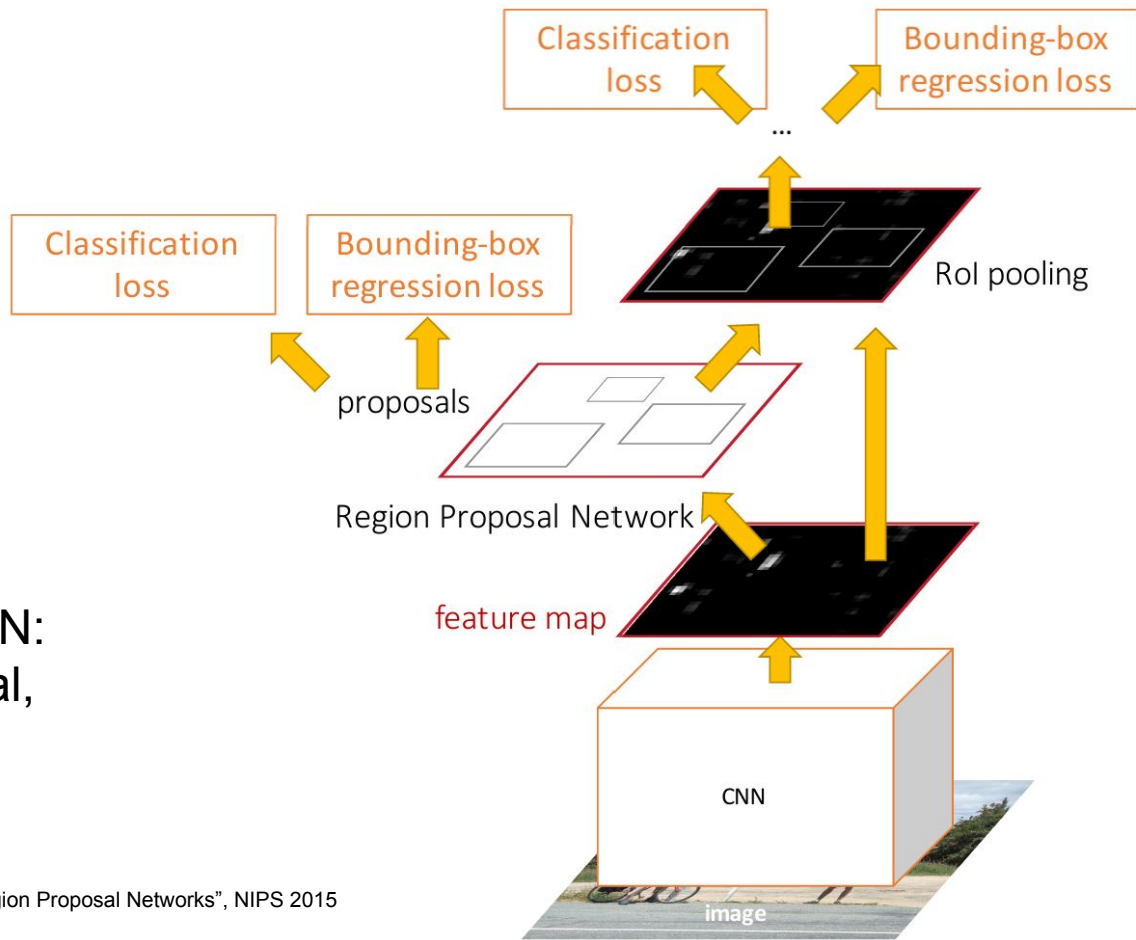 Classification
loss
Bounding-box
regression loss
...
Classification
loss
Bounding-box
regression loss
RoI pooling
proposals
Region Proposal Network
feature map
N:
al,
CNN
gion Proposal Networks”, NIPS 2015
image